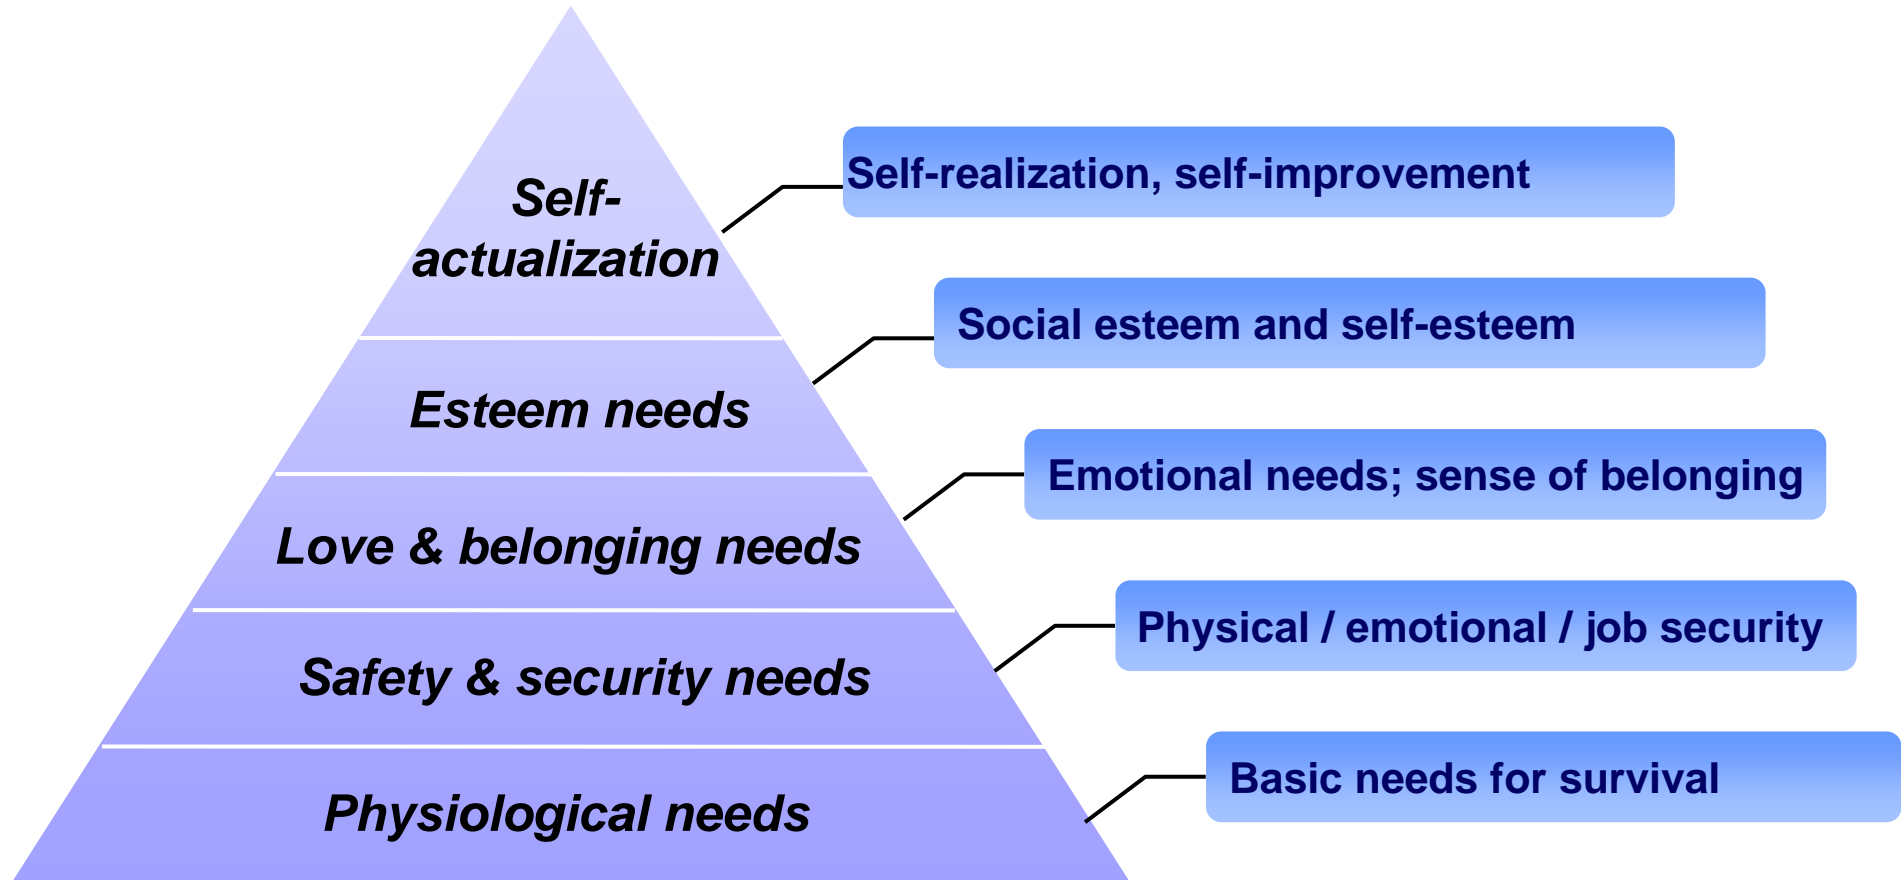 Self-
actualization
Self-realization, self-improvement
Esteem needs
Social esteem and self-esteem
Love & belonging needs
Emotional needs; sense of belonging
Safety & security needs
Physical / emotional / job security
Physiological needs
Basic needs for survival